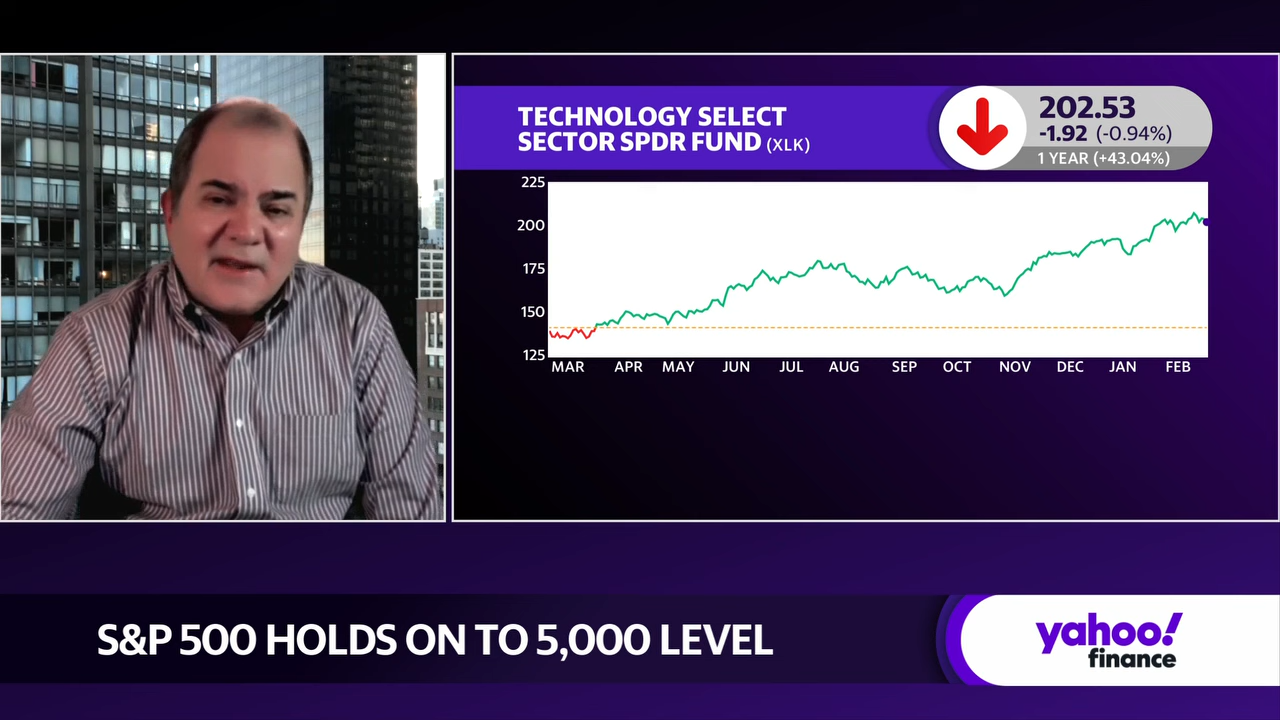 TECHNOLOGY SELECT
SECTOR SPDR FUND (XLK)
202.53
-1.92 (-0.94%)
1 YEAR (+43.04%)
225
200
175
150
125
MAR APR MAY JUN JUL AUG SEP OCT NOV DEC JAN FEB
S&P 500 HOLDS ON TO 5,000 LEVEL
yahoo!
finance